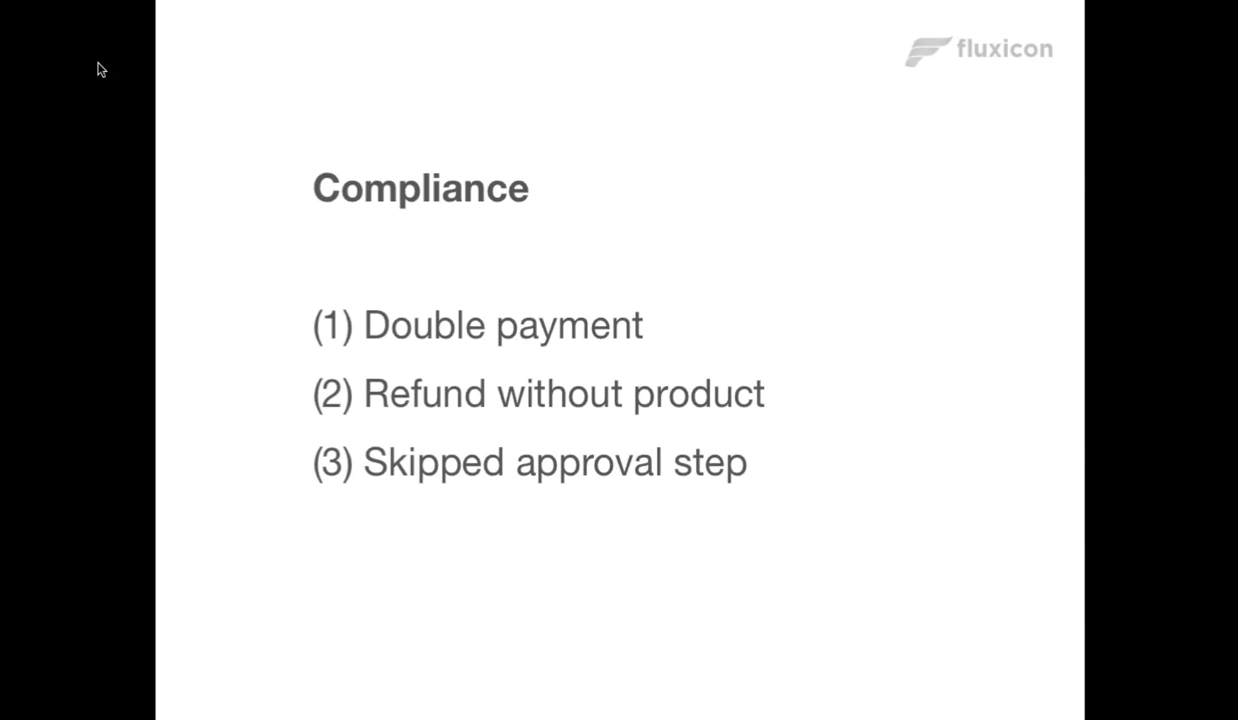 fluxicon
Compliance
(1) Double payment
(2) Refund without product
(3) Skipped approval step